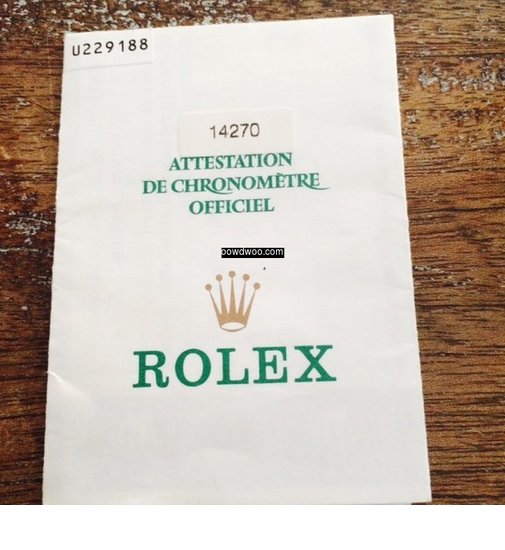 U229188
14270
ATTESTATION
DE CHRONOMÈTRE
OFFICIEL
powdwoo.com
ROLEX